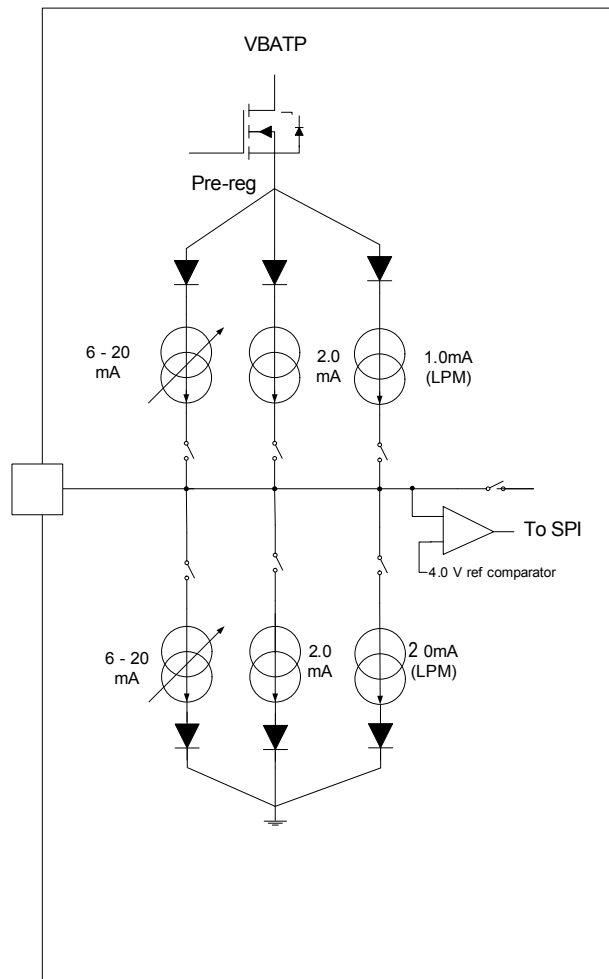 VBATP
Pre-reg
6 - 20
mA
2.0
mA
1.0mA
(LPM)
To SPI
4.0 V ref comparator
6 - 20
mA
2.0
mA
2 0mA
(LPM)